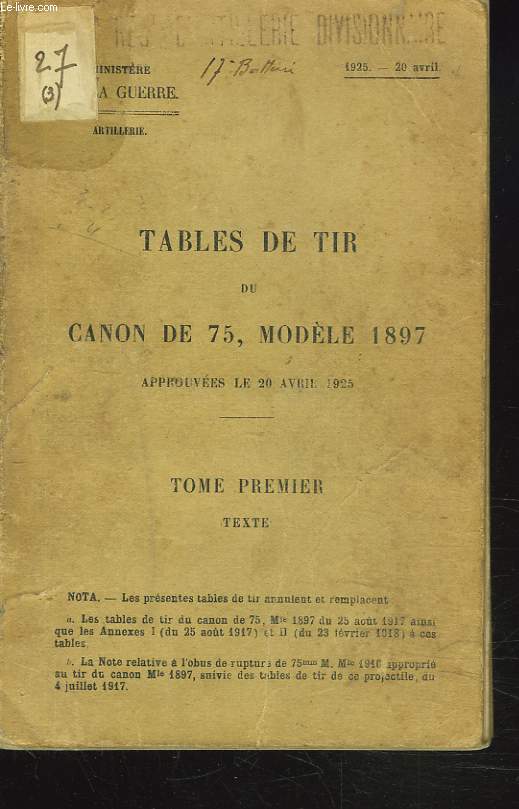 Le-livre.com
ARTILLERIE DIVISIONNAIRE
27
(3)
MINISTÈRE
17e
1925. — 20 avril.
A GUERRE.
ARTILLERIE.
TABLES DE TIR
DU
CANON DE 75, MODÈLE 1897
APPROUVÉES LE 20 AVRIL 1925
TOME PREMIER
TEXTE
NOTA. — Les présentes tables de tir annulent et remplacent
a. Les tables de tir du canon de 75, Mle 1897 du 25 août 1917 ainsi
que les Annexes I (du 25 août 1917) et II (du 23 février 1918) à ces
tables.
b. La Note relative à l'obus de rupture de 75mm M. Mle 1910 approprié
au tir du canon Mle 1897, suivie des tables de tir de ce projectile, du
4 juillet 1917.